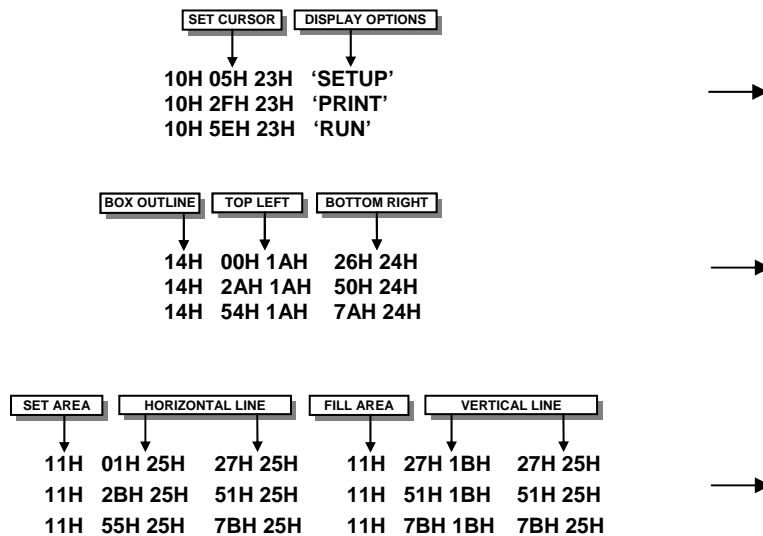 SET CURSOR DISPLAY OPTIONS
10H 05H 23H ‘SETUP’
10H 2FH 23H ‘PRINT’
10H 5EH 23H ‘RUN’
BOX OUTLINE TOP LEFT BOTTOM RIGHT
14H 00H 1AH 26H 24H
14H 2AH 1AH 50H 24H
14H 54H 1AH 7AH 24H
SET AREA HORIZONTAL LINE FILL AREA VERTICAL LINE
11H 01H 25H 27H 25H 11H 27H 1BH 27H 25H
11H 2BH 25H 51H 25H 11H 51H 1BH 51H 25H
11H 55H 25H 7BH 25H 11H 7BH 1BH 7BH 25H